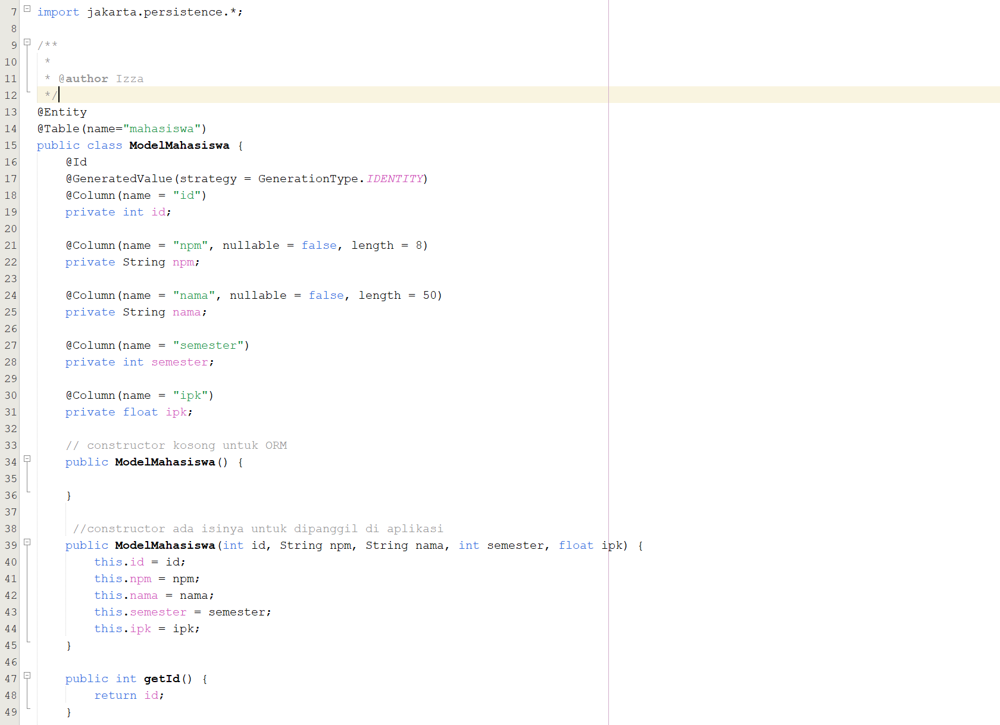 7 import jakarta.persistence.*;
8
9 /**
10 *
11 * @author Izza
12 */
13 @Entity
14 @Table(name="mahasiswa")
15 public class ModelMahasiswa {
16 @Id
17 @GeneratedValue(strategy = GenerationType.IDENTITY)
18 @Column(name = "id")
19 private int id;
20
21 @Column(name = "npm", nullable = false, length = 8)
22 private String npm;
23
24 @Column(name = "nama", nullable = false, length = 50)
25 private String nama;
26
27 @Column(name = "semester")
28 private int semester;
29
30 @Column(name = "ipk")
31 private float ipk;
32
33 // constructor kosong untuk ORM
34 public ModelMahasiswa() {
35
36 }
37
38 //constructor ada isinya untuk dipanggil di aplikasi
39 public ModelMahasiswa(int id, String npm, String nama, int semester, float ipk) {
40 this.id = id;
41 this.npm = npm;
42 this.nama = nama;
43 this.semester = semester;
44 this.ipk = ipk;
45 }
46
47 public int getId() {
48 return id;
49 }